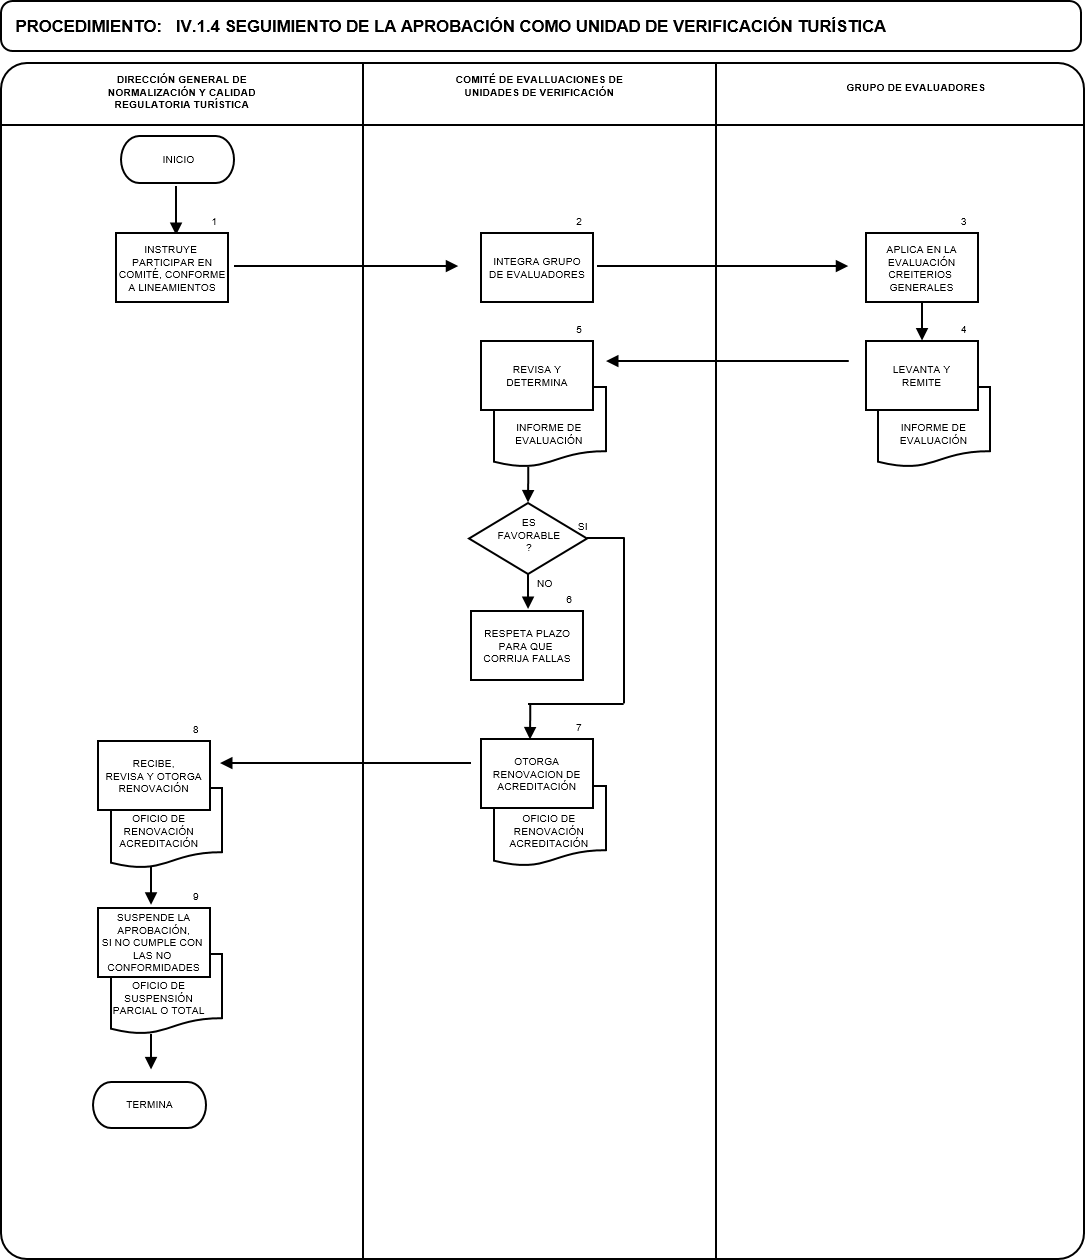 PROCEDIMIENTO: IV.1.4 SEGUIMIENTO DE LA APROBACIÓN COMO UNIDAD DE VERIFICACIÓN TURÍSTICA
DIRECCIÓN GENERAL DE
NORMALIZACIÓN Y CALIDAD
REGULATORIA TURÍSTICA
COMITÉ DE EVALLUACIONES DE
UNIDADES DE VERIFICACIÓN
GRUPO DE EVALUADORES
INICIO
1
INSTRUYE
PARTICIPAR EN
COMITÉ, CONFORME
A LINEAMIENTOS
2
INTEGRA GRUPO
DE EVALUADORES
3
APLICA EN LA
EVALUACIÓN
CREITERIOS
GENERALES
4
LEVANTA Y
REMITE
INFORME DE
EVALUACIÓN
5
REVISA Y
DETERMINA
INFORME DE
EVALUACIÓN
ES
FAVORABLE
?
SI
NO
6
RESPETA PLAZO
PARA QUE
CORRIJA FALLAS
7
OTORGA
RENOVACION DE
ACREDITACIÓN
OFICIO DE
RENOVACIÓN
ACREDITACIÓN
8
RECIBE,
REVISA Y OTORGA
RENOVACIÓN
OFICIO DE
RENOVACIÓN
ACREDITACIÓN
9
SUSPENDE LA
APROBACIÓN,
SI NO CUMPLE CON
LAS NO
CONFORMIDADES
OFICIO DE
SUSPENSIÓN
PARCIAL O TOTAL
TERMINA